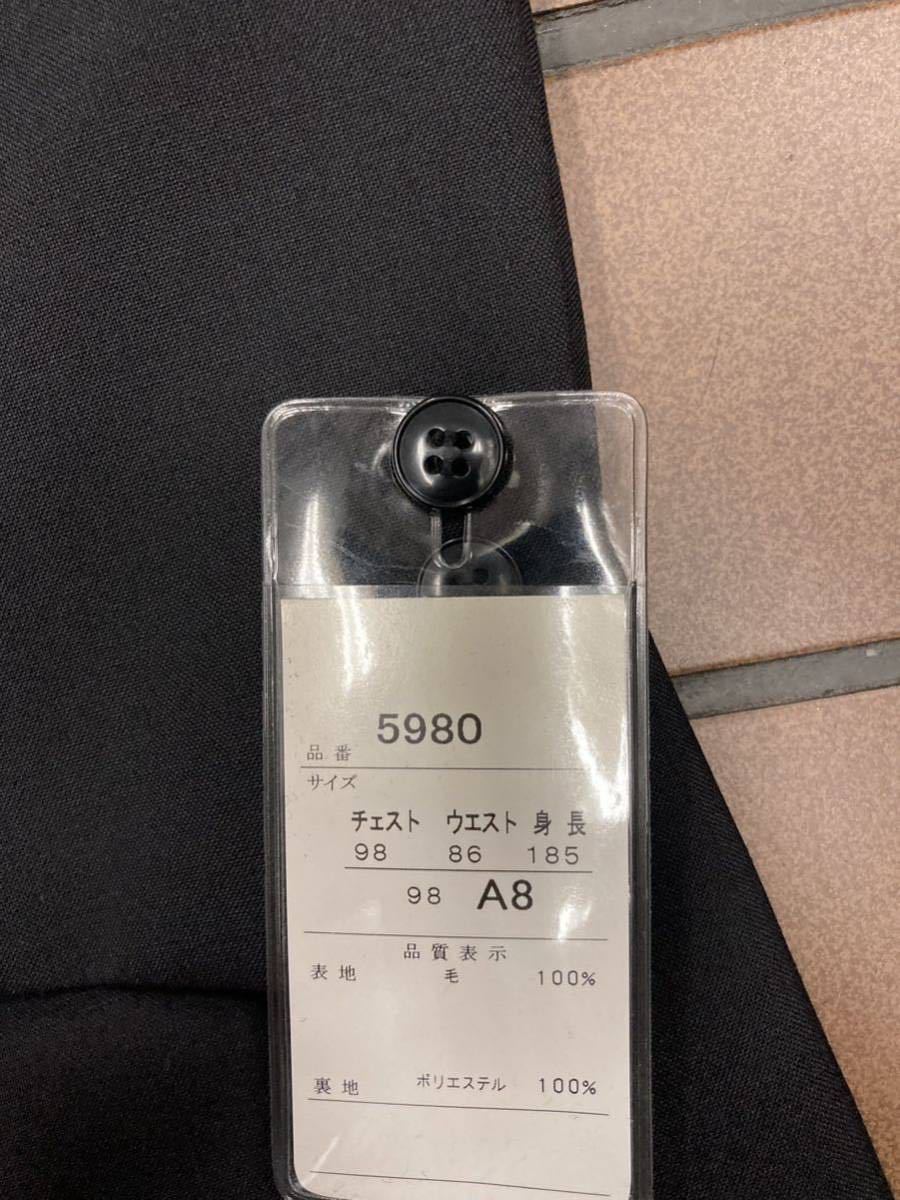 品番 5980
サイズ
チェスト ウエスト 身長
98 86 185
98 A8
品質表示
表地 毛 100%
裏地 ポリエステル 100%